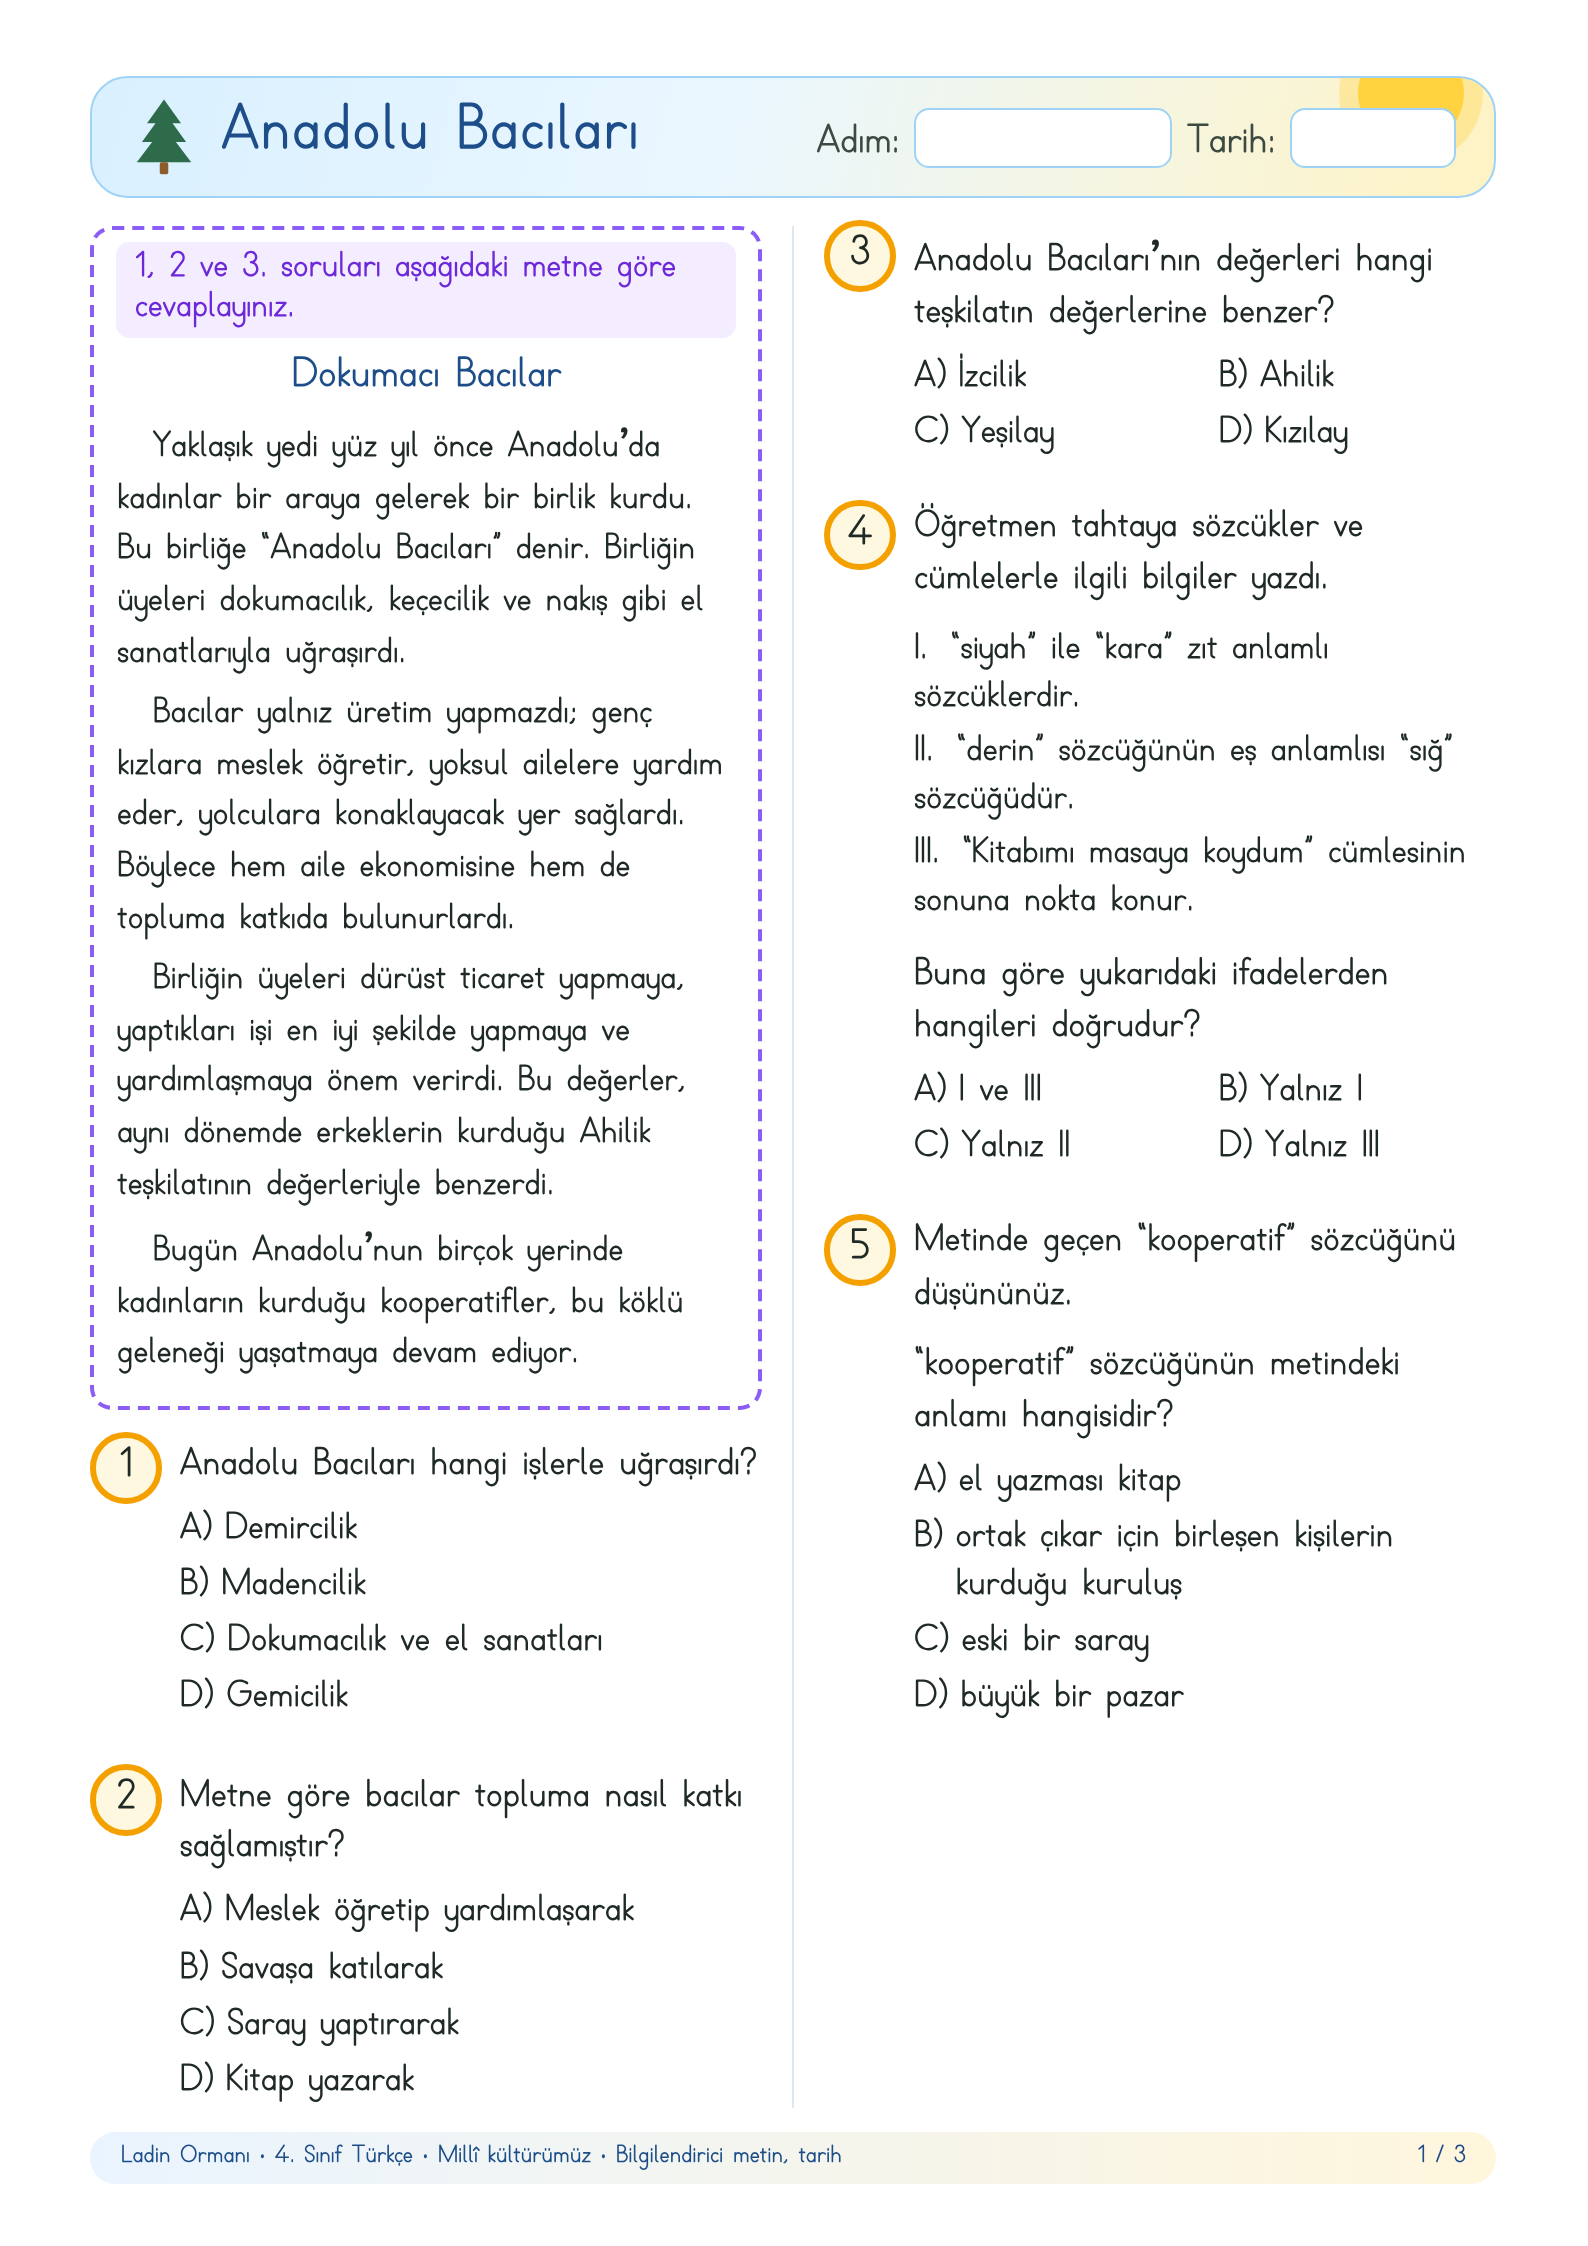 Anadolu Bacıları
Adım:
Tarih:
1, 2 ve 3. soruları aşağıdaki metne göre
cevaplayınız.
Dokumacı Bacılar
Yaklaşık yedi yüz yıl önce Anadolu’da
kadınlar bir araya gelerek bir birlik kurdu.
Bu birliğe “Anadolu Bacıları” denir. Birliğin
üyeleri dokumacılık, keçecilik ve nakış gibi el
sanatlarıyla uğraşırdı.
Bacılar yalnız üretim yapmazdı; genç
kızlara meslek öğretir, yoksul ailelere yardım
eder, yolculara konaklayacak yer sağlardı.
Böylece hem aile ekonomisine hem de
topluma katkıda bulunurlardı.
Birliğin üyeleri dürüst ticaret yapmaya,
yaptıkları işi en iyi şekilde yapmaya ve
yardımlaşmaya önem verirdi. Bu değerler,
aynı dönemde erkeklerin kurduğu Ahilik
teşkilatının değerleriyle benzerdi.
Bugün Anadolu’nun birçok yerinde
kadınların kurduğu kooperatifler, bu köklü
geleneği yaşatmaya devam ediyor.
1 Anadolu Bacıları hangi işlerle uğraşırdı?
A) Demircilik
B) Madencilik
C) Dokumacılık ve el sanatları
D) Gemicilik
2 Metne göre bacılar topluma nasıl katkı
sağlamıştır?
A) Meslek öğretip yardımlaşarak
B) Savaşa katılarak
C) Saray yaptırarak
D) Kitap yazarak
3 Anadolu Bacıları’nın değerleri hangi
teşkilatın değerlerine benzer?
A) İzcilik B) Ahilik
C) Yeşilay D) Kızılay
4 Öğretmen tahtaya sözcükler ve
cümlelerle ilgili bilgiler yazdı.
I. “siyah” ile “kara” zıt anlamlı
sözcüklerdir.
II. “derin” sözcüğünün eş anlamlısı “sığ”
sözcüğüdür.
III. “Kitabımı masaya koydum” cümlesinin
sonuna nokta konur.
Buna göre yukarıdaki ifadelerden
hangileri doğrudur?
A) I ve III B) Yalnız I
C) Yalnız II D) Yalnız III
5 Metinde geçen “kooperatif” sözcüğünü
düşününüz.
“kooperatif” sözcüğünün metindeki
anlamı hangisidir?
A) el yazması kitap
B) ortak çıkar için birleşen kişilerin
kurduğu kuruluş
C) eski bir saray
D) büyük bir pazar
Ladin Ormanı • 4. Sınıf Türkçe • Millî kültürümüz • Bilgilendirici metin, tarih
1 / 3